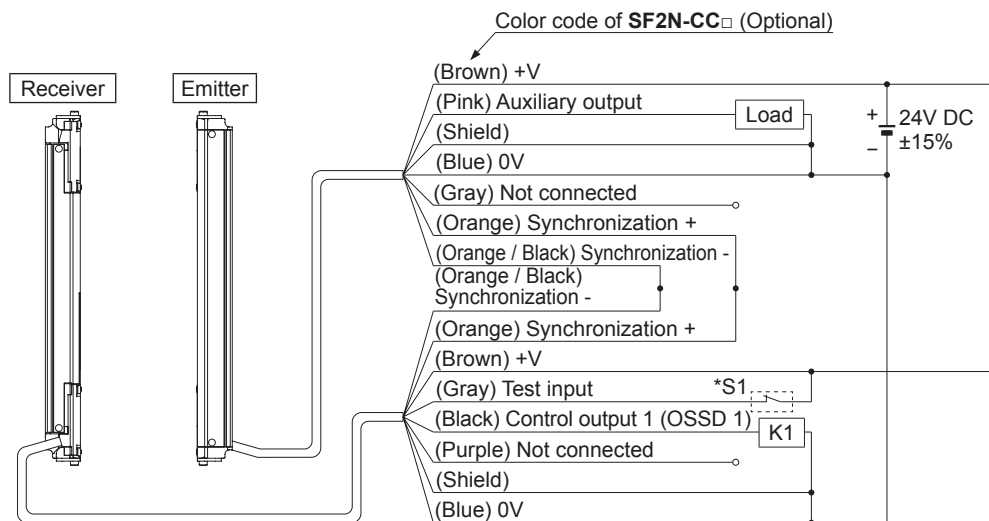 Color code of SF2N-CC□ (Optional)
Receiver
Emitter
(Brown) +V
(Pink) Auxiliary output
Load
+
24V DC
−
±15%
(Shield)
(Blue) 0V
(Gray) Not connected
(Orange) Synchronization +
(Orange / Black) Synchronization -
(Orange / Black)
Synchronization -
(Orange) Synchronization +
(Brown) +V
(Gray) Test input
*S1
(Black) Control output 1 (OSSD 1)
K1
(Purple) Not connected
(Shield)
(Blue) 0V